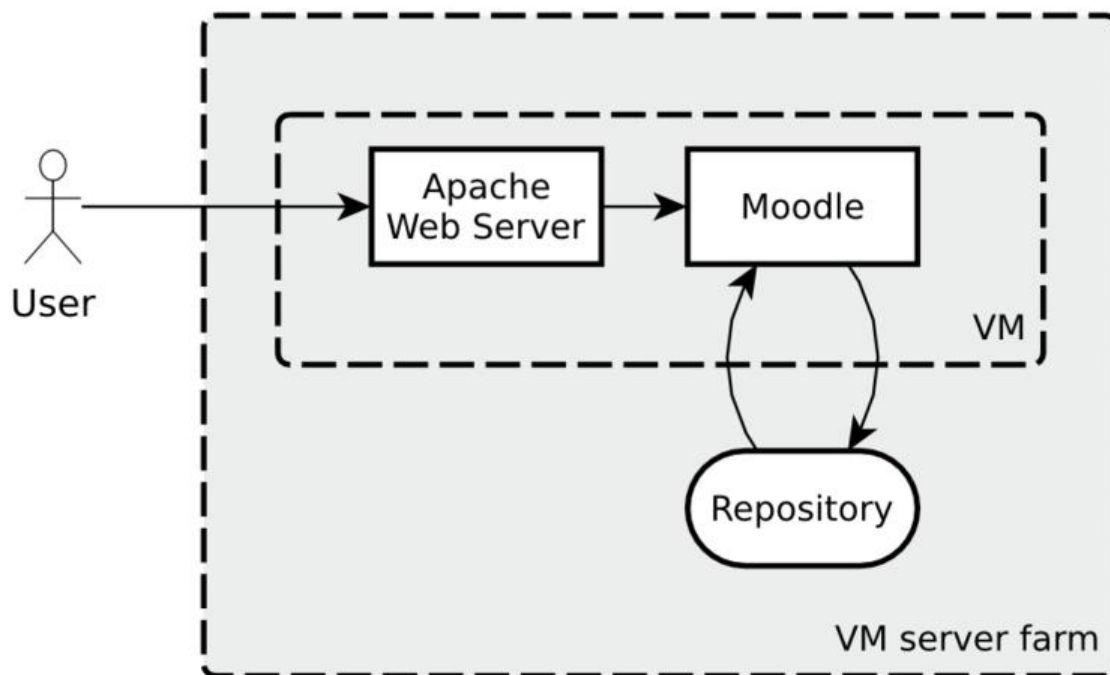 Apache
Web Server
Moodle
User
VM
Repository
VM server farm